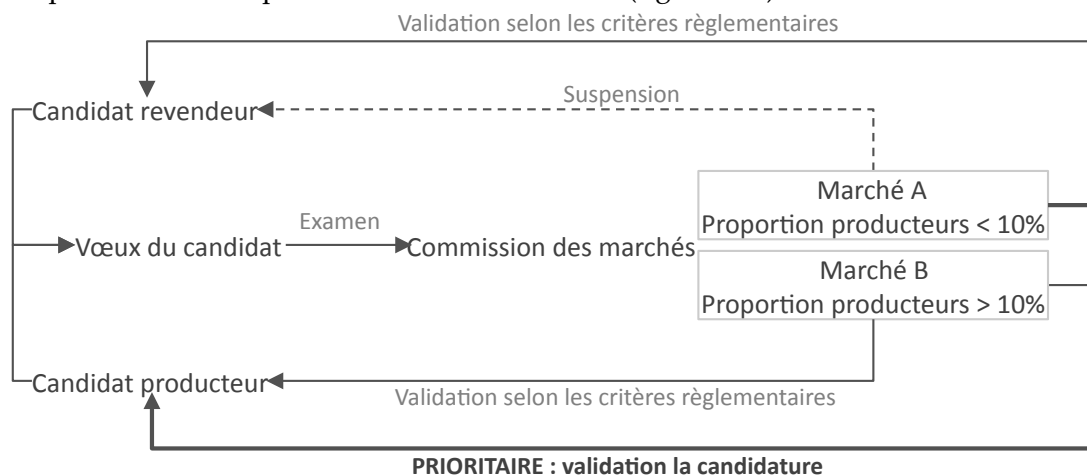 Validation selon les critères règlementaires
Candidat revendeur
Suspension
Marché A
Proportion producteurs < 10%
Examen
Vœux du candidat
Commission des marchés
Marché B
Proportion producteurs > 10%
Candidat producteur
Validation selon les critères règlementaires
PRIORITAIRE : validation la candidature